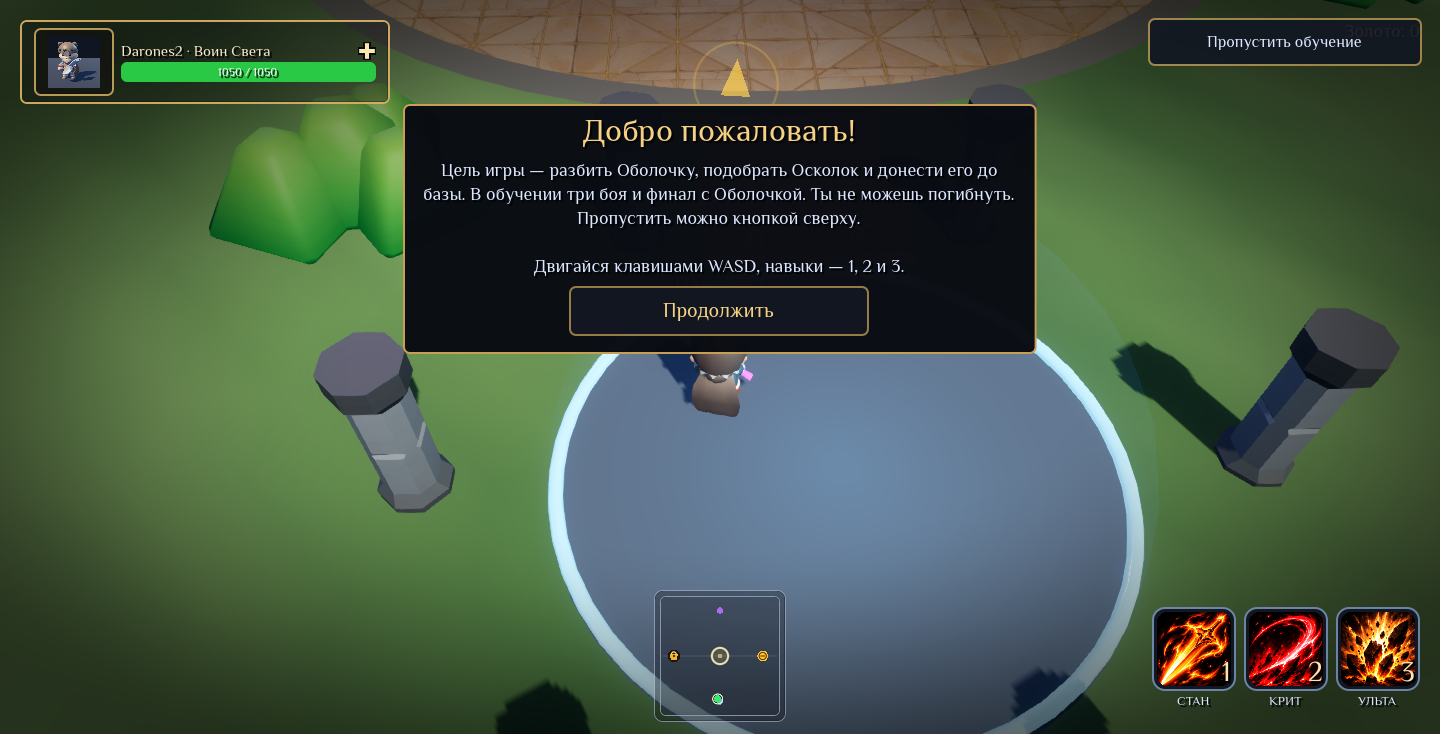 Darones2 · Воин Света
1050 / 1050
Золото: 0
Пропустить обучение
Добро пожаловать!
Цель игры — разбить Оболочку, подобрать Осколок и донести его до
базы. В обучении три боя и финал с Оболочкой. Ты не можешь погибнуть.
Пропустить можно кнопкой сверху.
Двигайся клавишами WASD, навыки — 1, 2 и 3.
Продолжить
1
2
3
СТАН
КРИТ
УЛЬТА